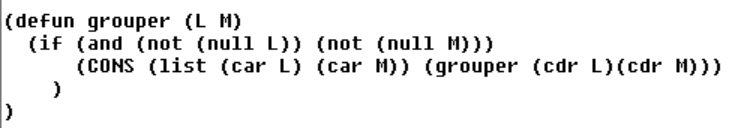 (defun grouper (L M)
(if (and (not (null L)) (not (null M)))
(CONS (list (car L) (car M)) (grouper (cdr L)(cdr M)))
)
)